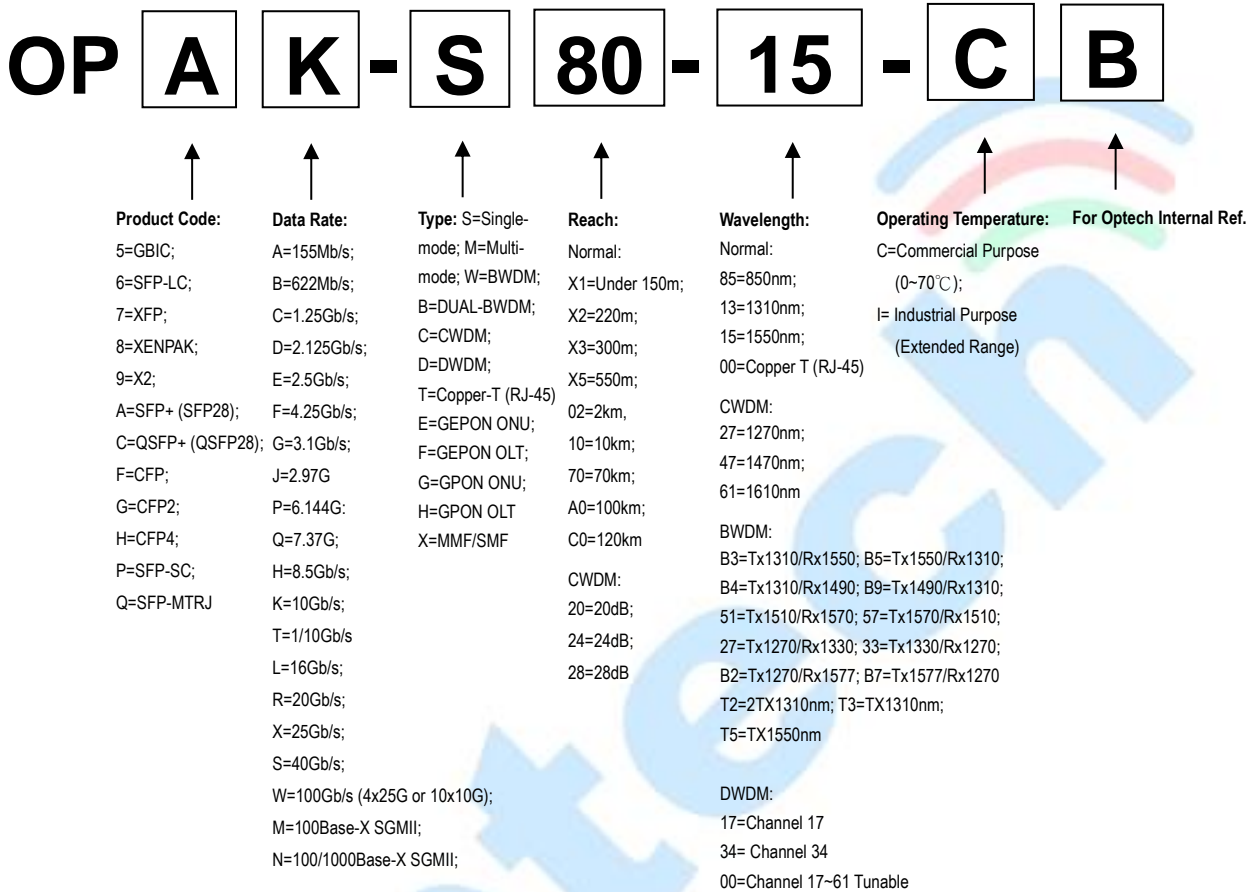 OP A K - S 80 - 15 - C B
Product Code:
5=GBIC;
6=SFP-LC;
7=XFP;
8=XENPAK;
9=X2;
A=SFP+ (SFP28);
C=QSFP+ (QSFP28);
F=CFP;
G=CFP2;
H=CFP4;
P=SFP-SC;
Q=SFP-MTRJ
Data Rate:
A=155Mb/s;
B=622Mb/s;
C=1.25Gb/s;
D=2.125Gb/s;
E=2.5Gb/s;
F=4.25Gb/s;
G=3.1Gb/s;
J=2.97G
P=6.144G:
Q=7.37G;
H=8.5Gb/s;
K=10Gb/s;
T=1/10Gb/s
L=16Gb/s;
R=20Gb/s;
X=25Gb/s;
S=40Gb/s;
W=100Gb/s (4x25G or 10x10G);
M=100Base-X SGMII;
N=100/1000Base-X SGMII;
Type: S=Single-
mode; M=Multi-
mode; W=BWDM;
B=DUAL-BWDM;
C=CWDM;
D=DWDM;
T=Copper-T (RJ-45)
E=GEPON ONU;
F=GEPON OLT;
G=GPON ONU;
H=GPON OLT
X=MMF/SMF
Reach:
Normal:
X1=Under 150m;
X2=220m;
X3=300m;
X5=550m;
02=2km,
10=10km;
70=70km;
A0=100km;
C0=120km
CWDM:
20=20dB;
24=24dB;
28=28dB
Wavelength:
Normal:
85=850nm;
13=1310nm;
15=1550nm;
00=Copper T (RJ-45)
CWDM:
27=1270nm;
47=1470nm;
61=1610nm
BWDM:
B3=Tx1310/Rx1550; B5=Tx1550/Rx1310;
B4=Tx1310/Rx1490; B9=Tx1490/Rx1310;
51=Tx1510/Rx1570; 57=Tx1570/Rx1510;
27=Tx1270/Rx1330; 33=Tx1330/Rx1270;
B2=Tx1270/Rx1577; B7=Tx1577/Rx1270
T2=2TX1310nm; T3=TX1310nm;
T5=TX1550nm
DWDM:
17=Channel 17
34= Channel 34
00=Channel 17~61 Tunable
Operating Temperature:
C=Commercial Purpose
(0~70℃);
I= Industrial Purpose
(Extended Range)
For Optech Internal Ref.